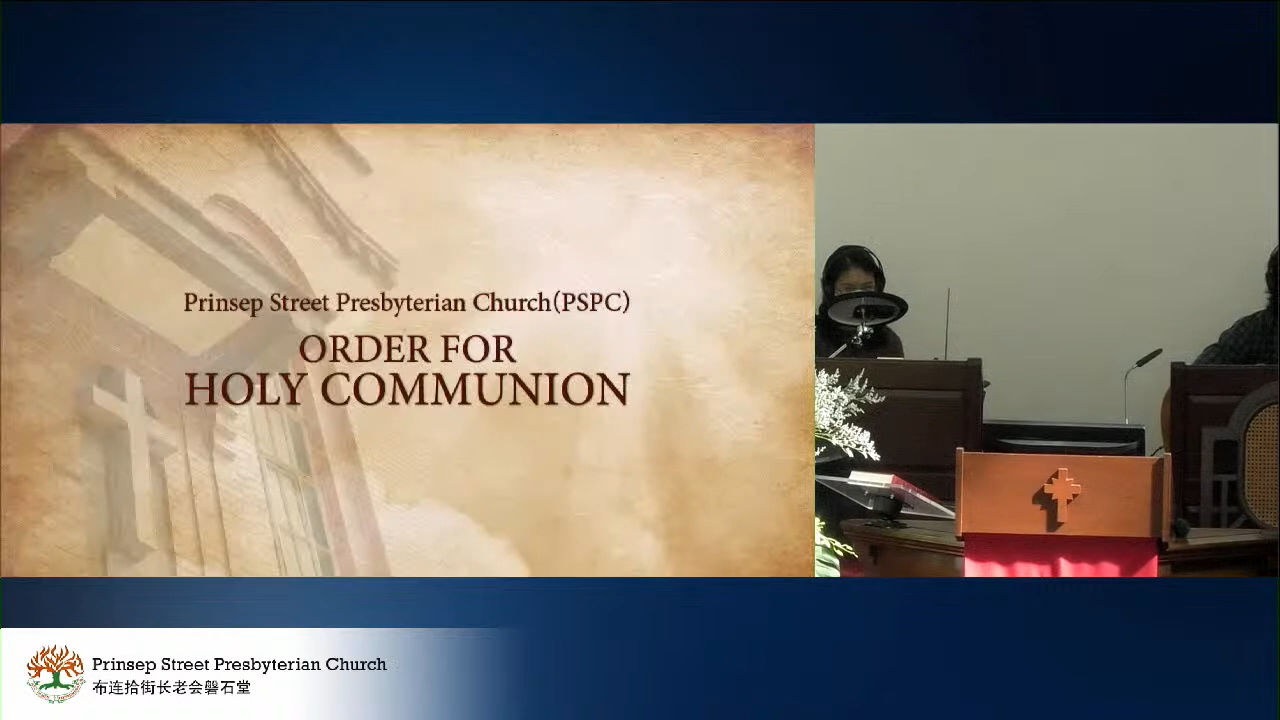 Prinsep Street Presbyterian Church(PSPC)
ORDER FOR
HOLY COMMUNION
Prinsep Street Presbyterian Church
布连拾街长老会磐石堂